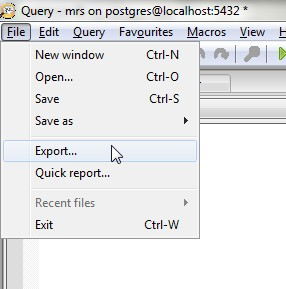 Query - mrs on postgres@localhost:5432 *
File Edit Query Favourites Macros View H
New window Ctrl-N
Open... Ctrl-O
Save Ctrl-S
Save as
Export...
Quick report...
Recent files
Exit Ctrl-W